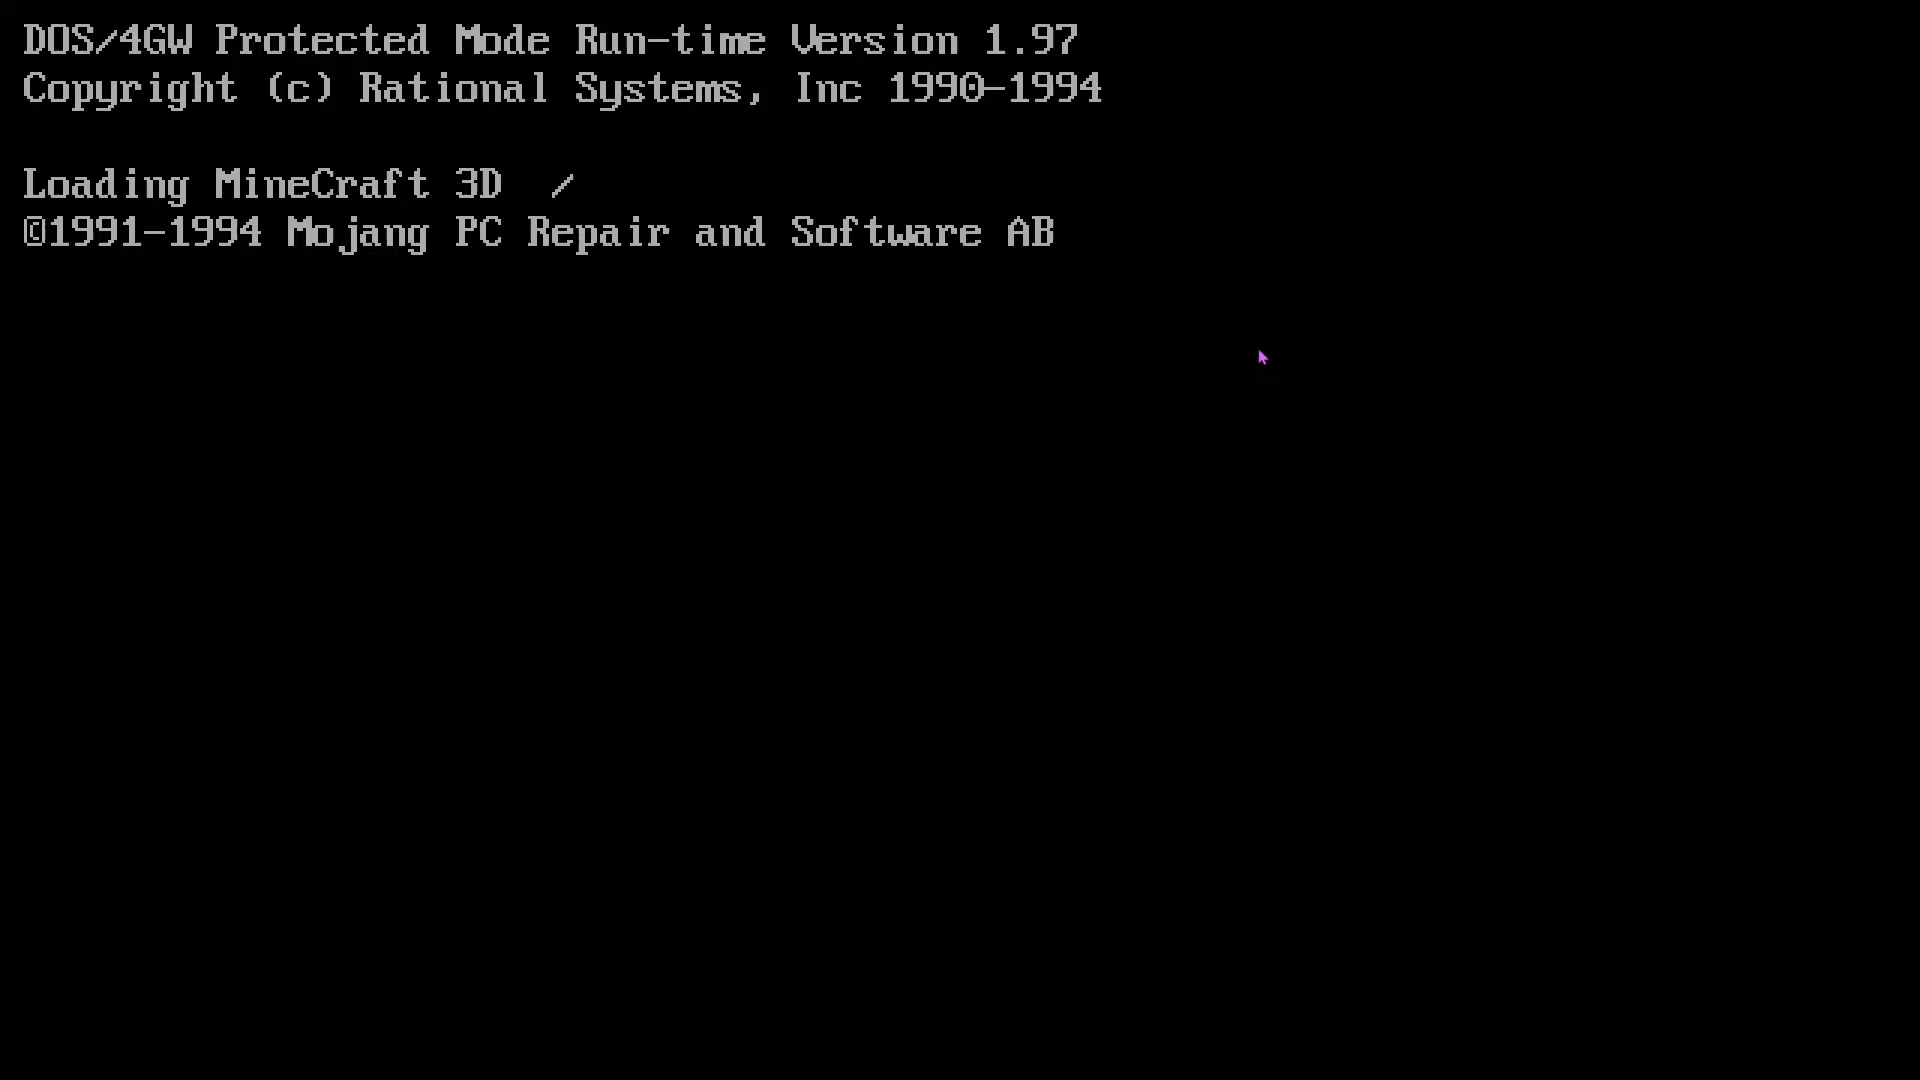 DOS/4GW Protected Mode Run-time Version 1.97
Copyright (c) Rational Systems, Inc 1990-1994
Loading MineCraft 3D /
©1991-1994 Mojang PC Repair and Software AB